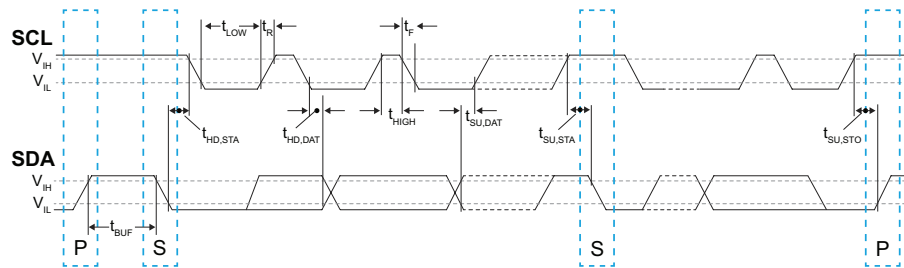 t_LOW t_R t_F
SCL
V_IH
V_IL
t_HD,STA t_HD,DAT t_HIGH t_SU,DAT t_SU,STA t_SU,STO
SDA
V_IH
V_IL
t_BUF
P S S P